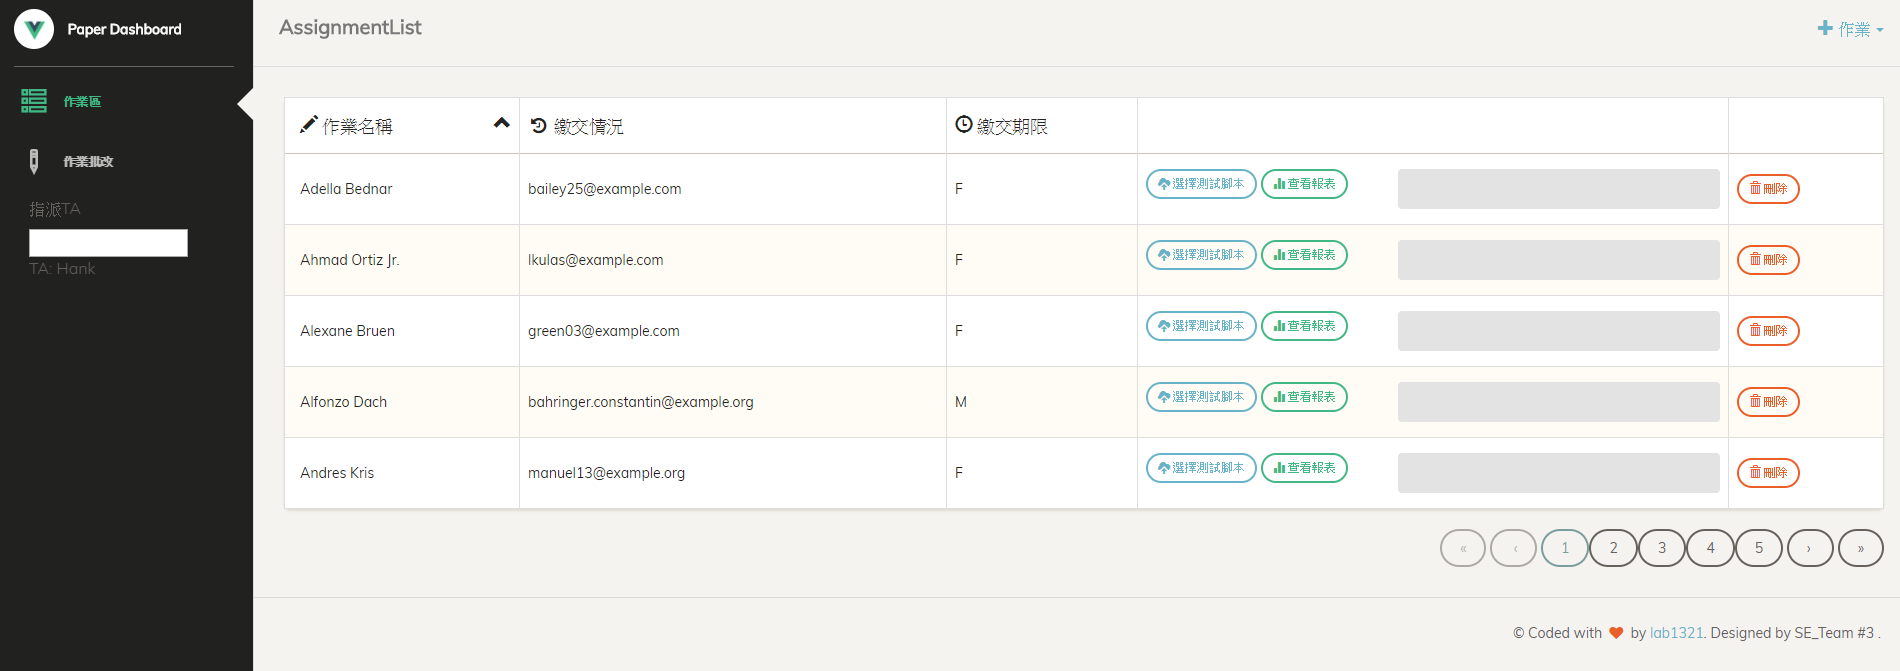 Paper Dashboard
AssignmentList
作業
作業區
作業批改
指派TA
TA: Hank
作業名稱 繳交情況 繳交期限
Adella Bednar bailey25@example.com F 選擇測試腳本 查看報表 刪除
Ahmad Ortiz Jr. lkulas@example.com F 選擇測試腳本 查看報表 刪除
Alexane Bruen green03@example.com F 選擇測試腳本 查看報表 刪除
Alfonzo Dach bahringer.constantin@example.org M 選擇測試腳本 查看報表 刪除
Andres Kris manuel13@example.org F 選擇測試腳本 查看報表 刪除
« ‹ 1 2 3 4 5 › »
© Coded with ❤ by lab1321. Designed by SE_Team #3 .